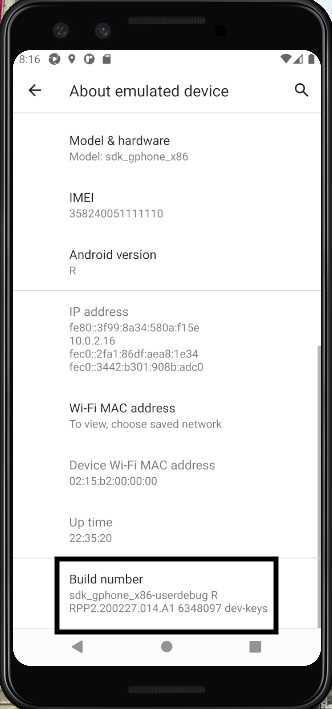 8:16
About emulated device
Model & hardware
Model: sdk_gphone_x86
IMEI
358240051111110
Android version
R
IP address
fe80::3f99:8a34:580a:f15e
10.0.2.16
fec0::2fa1:86df:aea8:1e34
fec0::3442:b301:908b:adc0
Wi-Fi MAC address
To view, choose saved network
Device Wi-Fi MAC address
02:15:b2:00:00:00
Up time
22:35:20
Build number
sdk_gphone_x86-userdebug R
RPP2.200227.014.A1 6348097 dev-keys